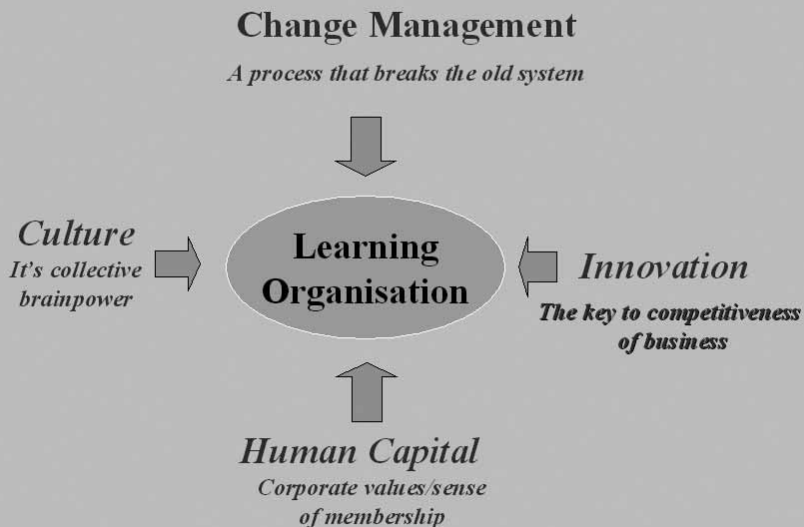 Change Management
A process that breaks the old system
Culture
It's collective
brainpower
Learning
Organisation
Innovation
The key to competitiveness
of business
Human Capital
Corporate values/sense
of membership